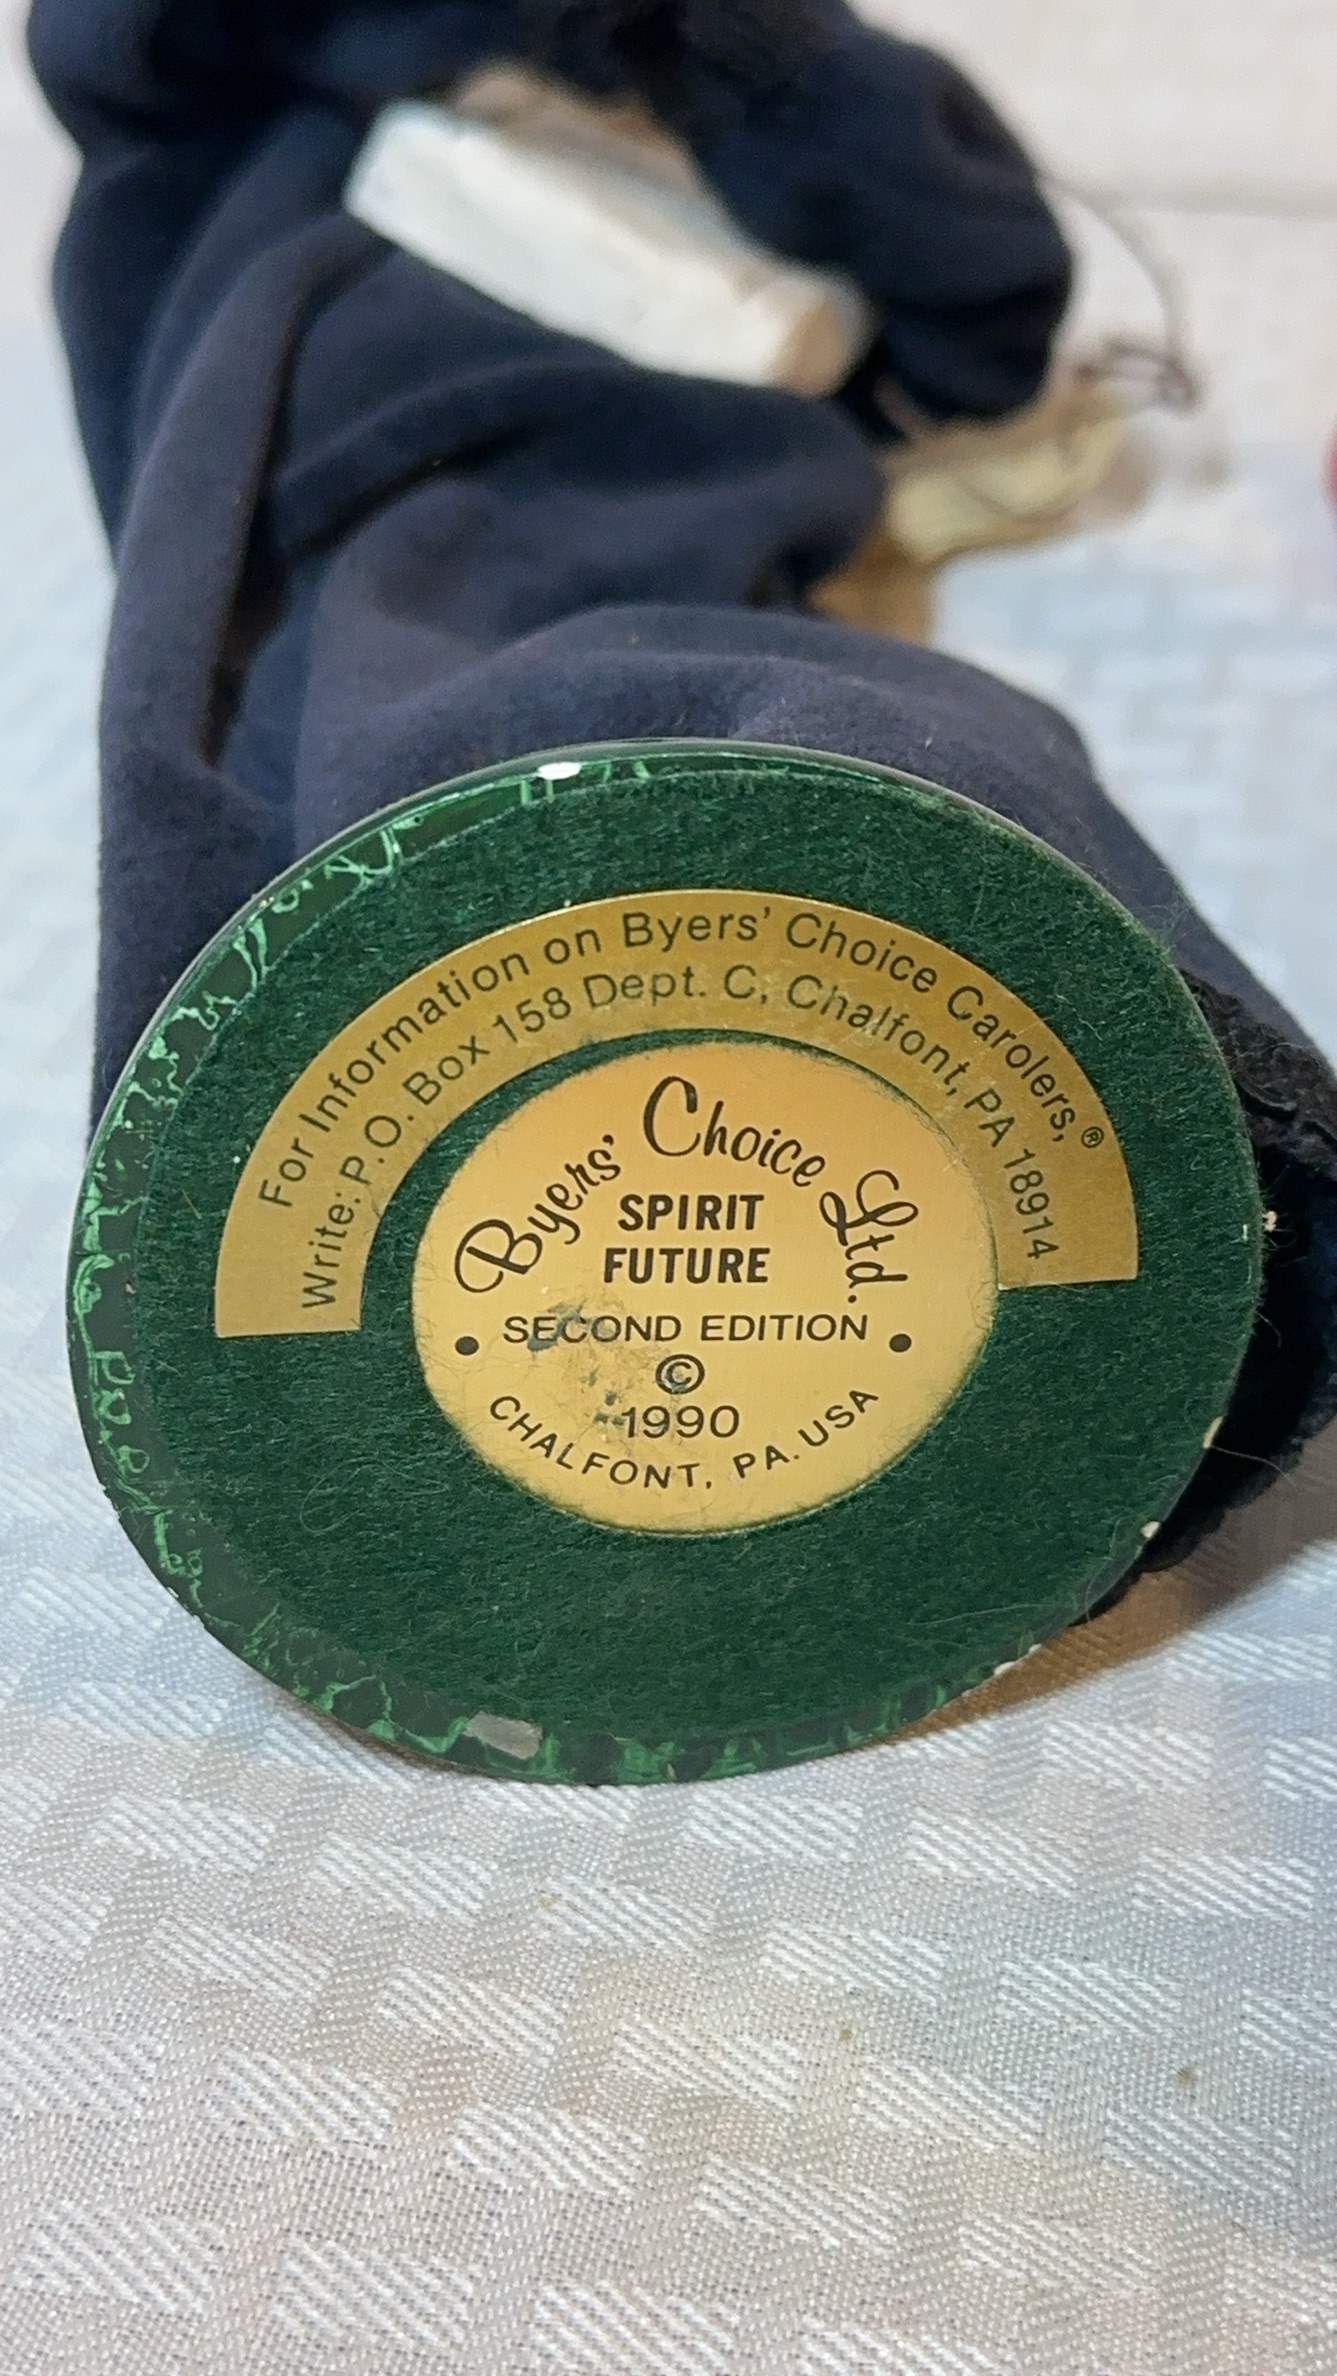 For Information on Byers' Choice Carolers,®
Write: P.O. Box 158 Dept. C, Chalfont, PA 18914
Byers' Choice Ltd.
SPIRIT
FUTURE
• SECOND EDITION •
©
1990
CHALFONT, PA. USA